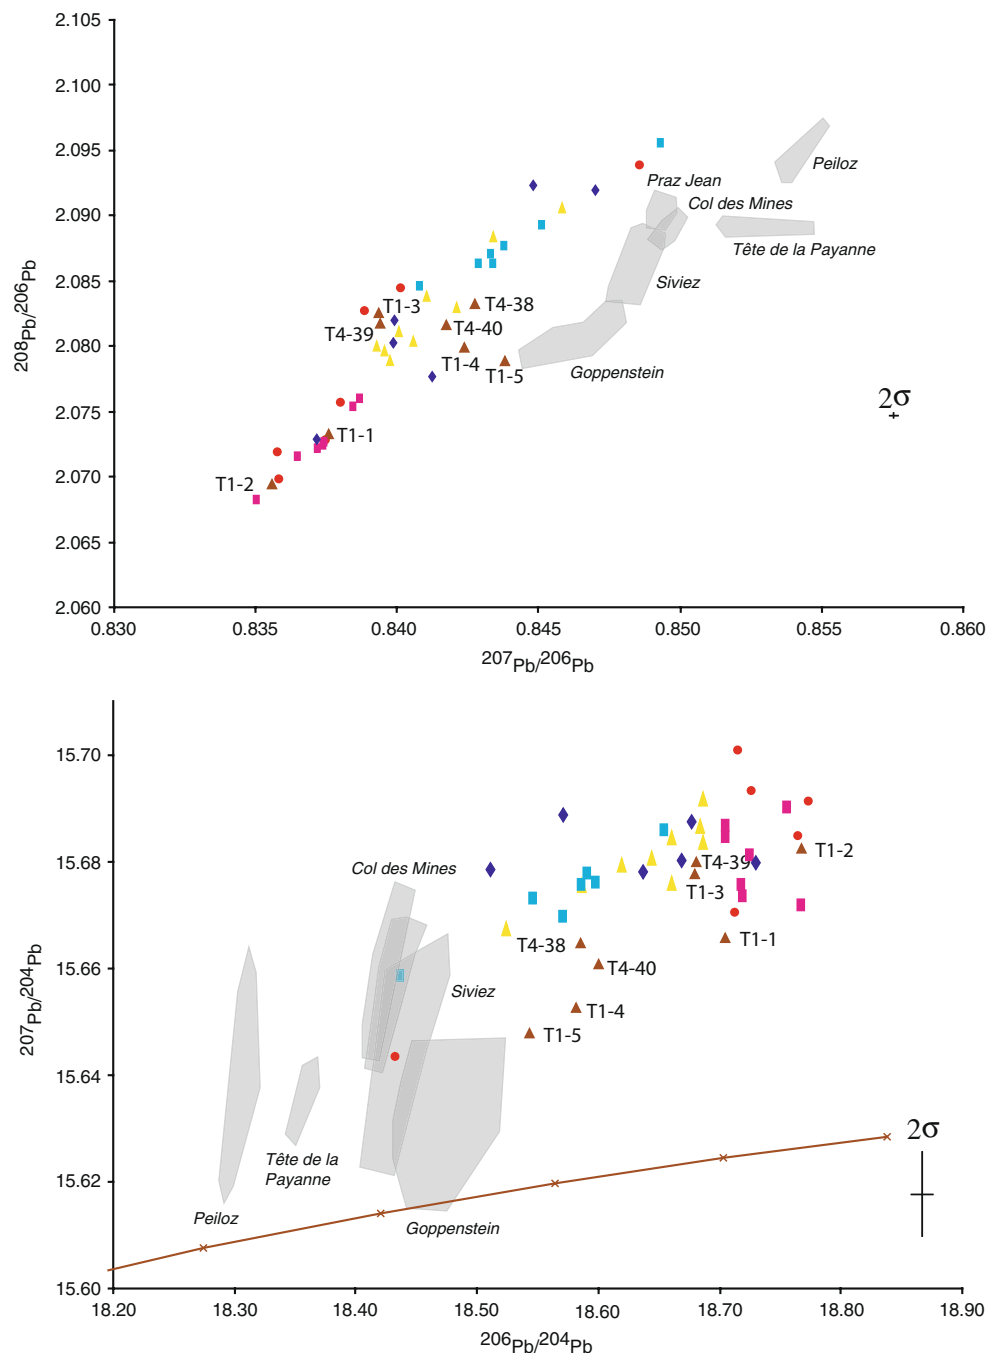 2.105
2.100
2.095
2.090
2.085
2.080
2.075
2.070
2.065
2.060
208Pb/206Pb
Peiloz
Praz Jean
Col des Mines
Tête de la Payanne
Siviez
T1-3
T4-38
T4-39
T4-40
T1-4
T1-5
Goppenstein
2σ
T1-1
T1-2
0.830 0.835 0.840 0.845 0.850 0.855 0.860
207Pb/206Pb
15.70
15.68
15.66
15.64
15.62
15.60
207Pb/204Pb
Col des Mines
T4-39
T1-2
T1-3
T4-38
T1-1
T4-40
Siviez
T1-4
T1-5
2σ
Tête de la
Payanne
Peiloz
Goppenstein
18.20 18.30 18.40 18.50 18.60 18.70 18.80 18.90
206Pb/204Pb